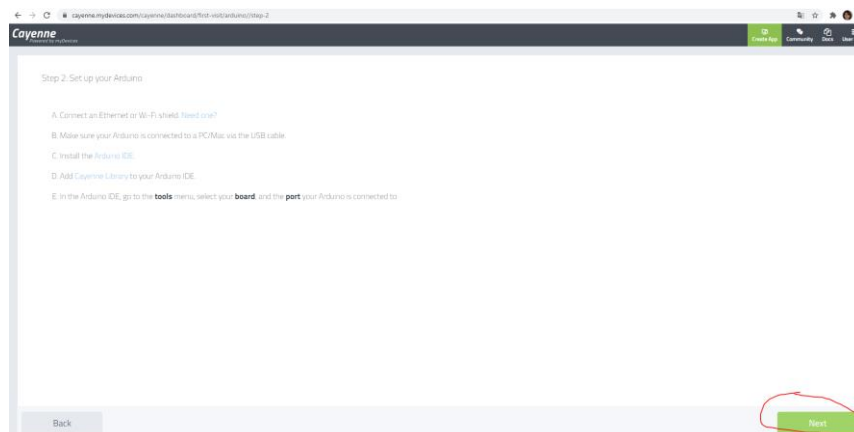 cayenne.mydevices.com/cayenne/dashboard/first-visit/arduino//step-2
Cayenne
Powered by myDevices
Create App Community Docs User
Step 2: Set up your Arduino
A. Connect an Ethernet or Wi-Fi shield. Need one?
B. Make sure your Arduino is connected to a PC/Mac via the USB cable.
C. Install the Arduino IDE.
D. Add Cayenne Library to your Arduino IDE.
E. In the Arduino IDE, go to the tools menu, select your board, and the port your Arduino is connected to.
Back
Next